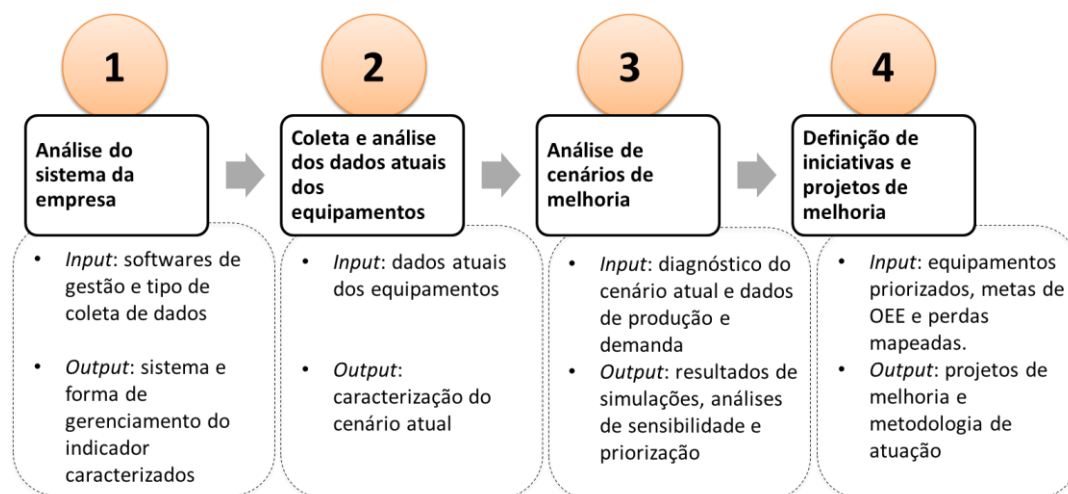 1
Análise do
sistema da
empresa
• Input: softwares de
gestão e tipo de
coleta de dados
• Output: sistema e
forma de
gerenciamento do
indicador
caracterizados
2
Coleta e análise
dos dados atuais
dos
equipamentos
• Input: dados atuais
dos equipamentos
• Output:
caracterização do
cenário atual
3
Análise de
cenários de
melhoria
• Input: diagnóstico do
cenário atual e dados
de produção e
demanda
• Output: resultados de
simulações, análises
de sensibilidade e
priorização
4
Definição de
iniciativas e
projetos de
melhoria
• Input: equipamentos
priorizados, metas de
OEE e perdas
mapeadas.
• Output: projetos de
melhoria e
metodologia de
atuação